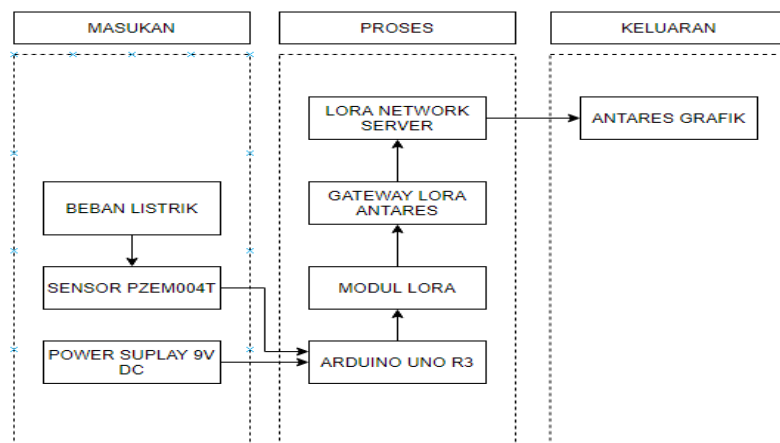 MASUKAN
PROSES
KELUARAN
LORA NETWORK
SERVER
ANTARES GRAFIK
BEBAN LISTRIK
GATEWAY LORA
ANTARES
SENSOR PZEM004T
MODUL LORA
POWER SUPLAY 9V
DC
ARDUINO UNO R3